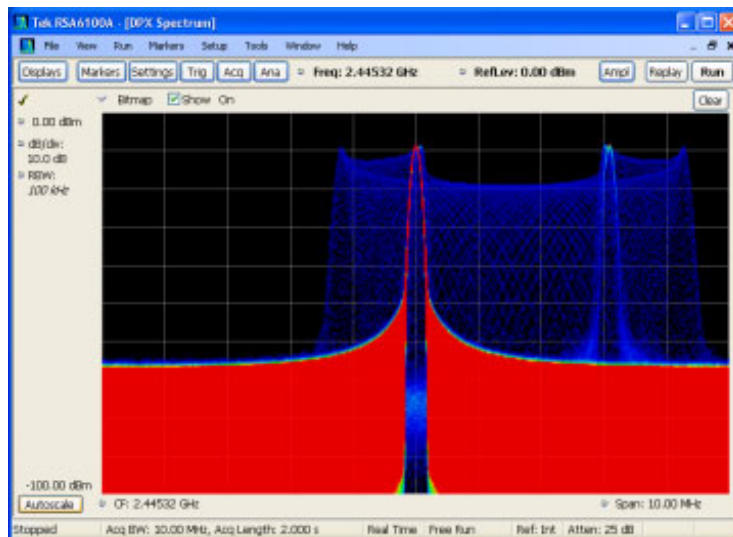 Tek RSA6100A - [DPX Spectrum]
File View Run Markers Setup Tools Window Help
Displays Markers Settings Trig Acq Ana Freq: 2.44532 GHz RefLev: 0.00 dBm Ampl Replay Run
Bitmap Show On Clear
0.00 dBm
dB/div:
10.0 dB
RBW:
100 kHz
-100.00 dBm
Autoscale CF: 2.44532 GHz Span: 10.00 MHz
Stopped Acq BW: 10.00 MHz, Acq Length: 2.000 s Real Time Free Run Ref: Int Atten: 25 dB